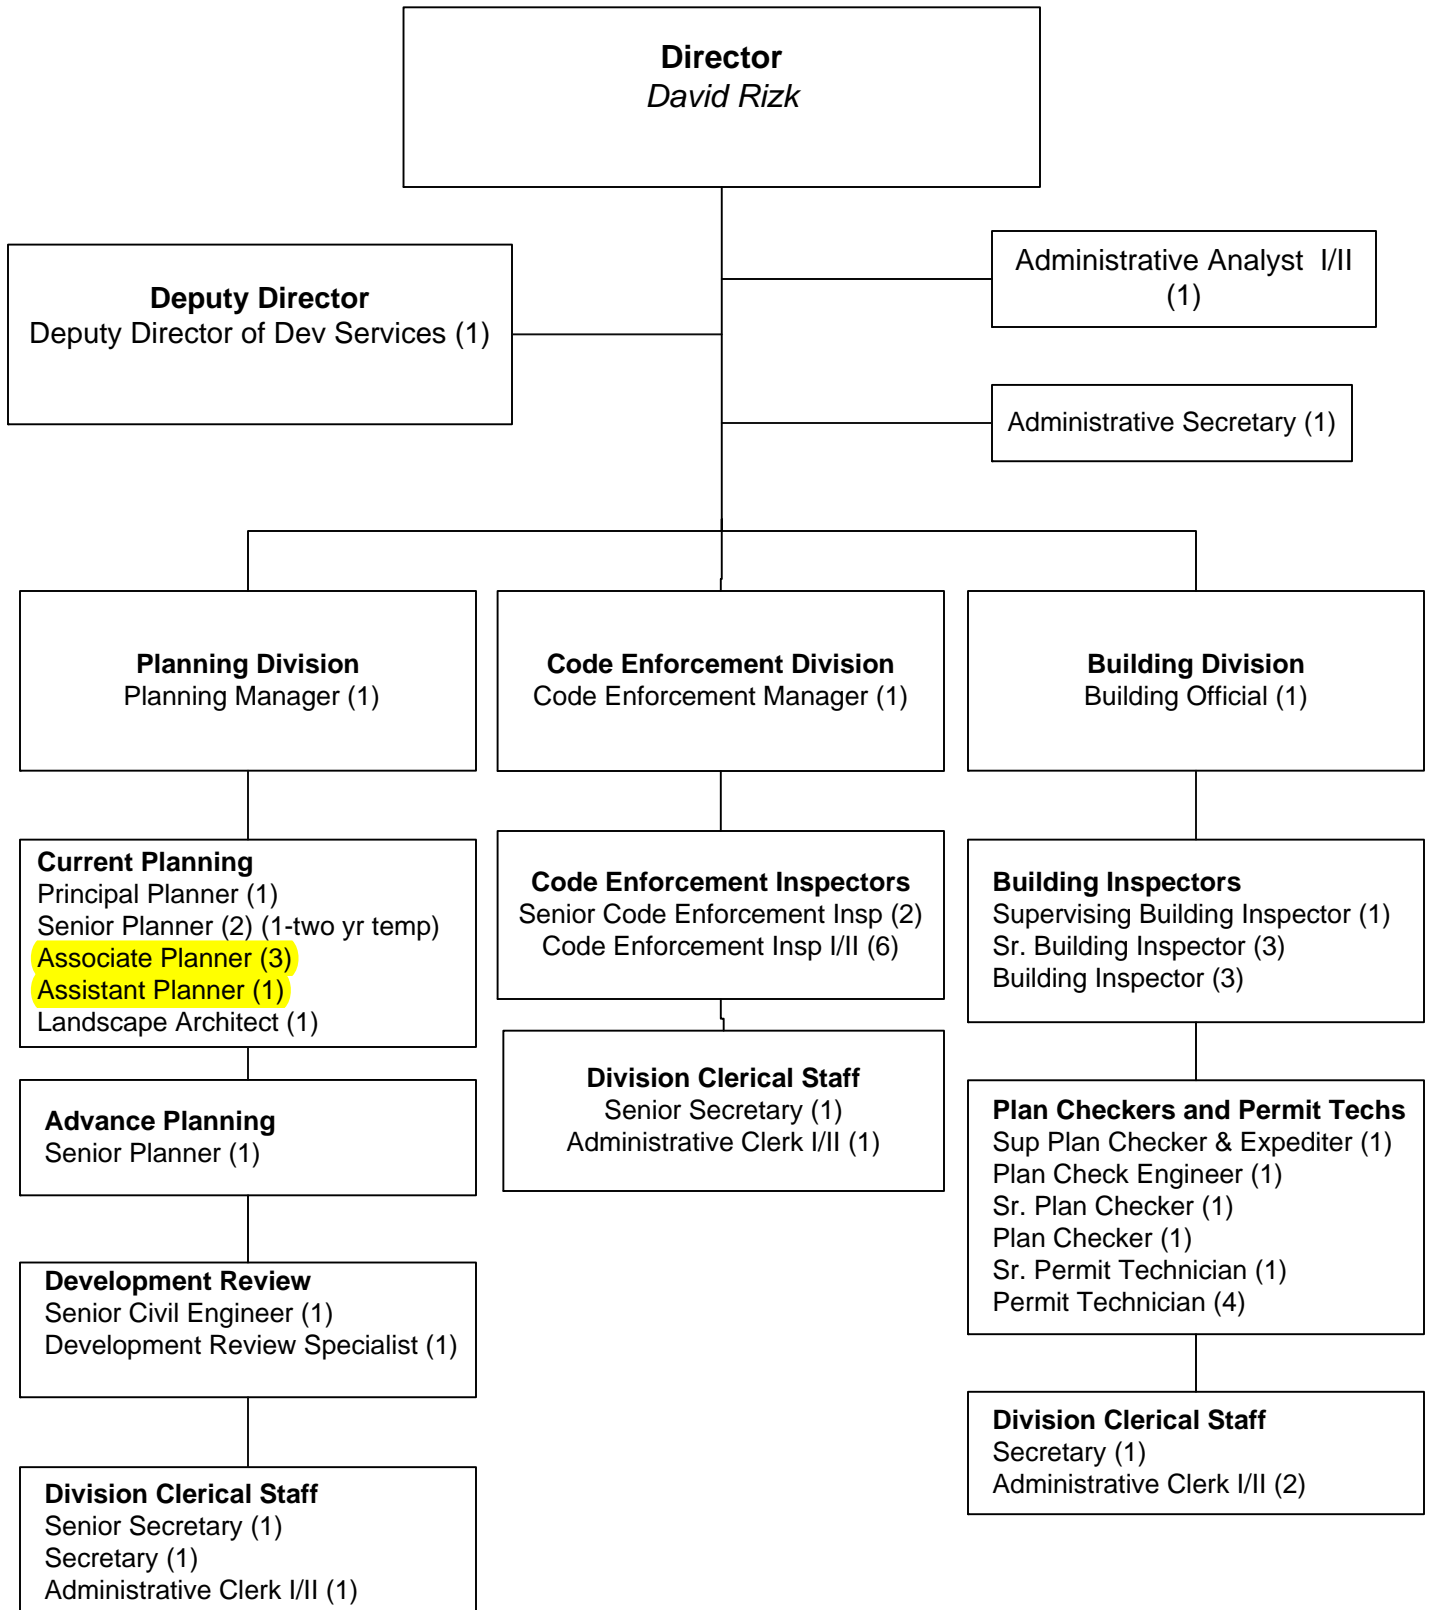 Director
David Rizk
Deputy Director
Deputy Director of Dev Services (1)
Administrative Analyst  I/II
(1)
Administrative Secretary (1)
Planning Division
Planning Manager (1)
Current Planning
Principal Planner (1)
Senior Planner (2) (1-two yr temp)
Associate Planner (3)
Assistant Planner (1)
Landscape Architect (1)
Advance Planning
Senior Planner (1)
Development Review
Senior Civil Engineer (1)
Development Review Specialist (1)
Division Clerical Staff
Senior Secretary (1)
Secretary (1)
Administrative Clerk I/II (1)
Code Enforcement Division
Code Enforcement Manager (1)
Code Enforcement Inspectors
Senior Code Enforcement Insp (2)
Code Enforcement Insp I/II (6)
Division Clerical Staff
Senior Secretary (1)
Administrative Clerk I/II (1)
Building Division
Building Official (1)
Building Inspectors
Supervising Building Inspector (1)
Sr. Building Inspector (3)
Building Inspector (3)
Plan Checkers and Permit Techs
Sup Plan Checker & Expediter (1)
Plan Check Engineer (1)
Sr. Plan Checker (1)
Plan Checker (1)
Sr. Permit Technician (1)
Permit Technician (4)
Division Clerical Staff
Secretary (1)
Administrative Clerk I/II (2)